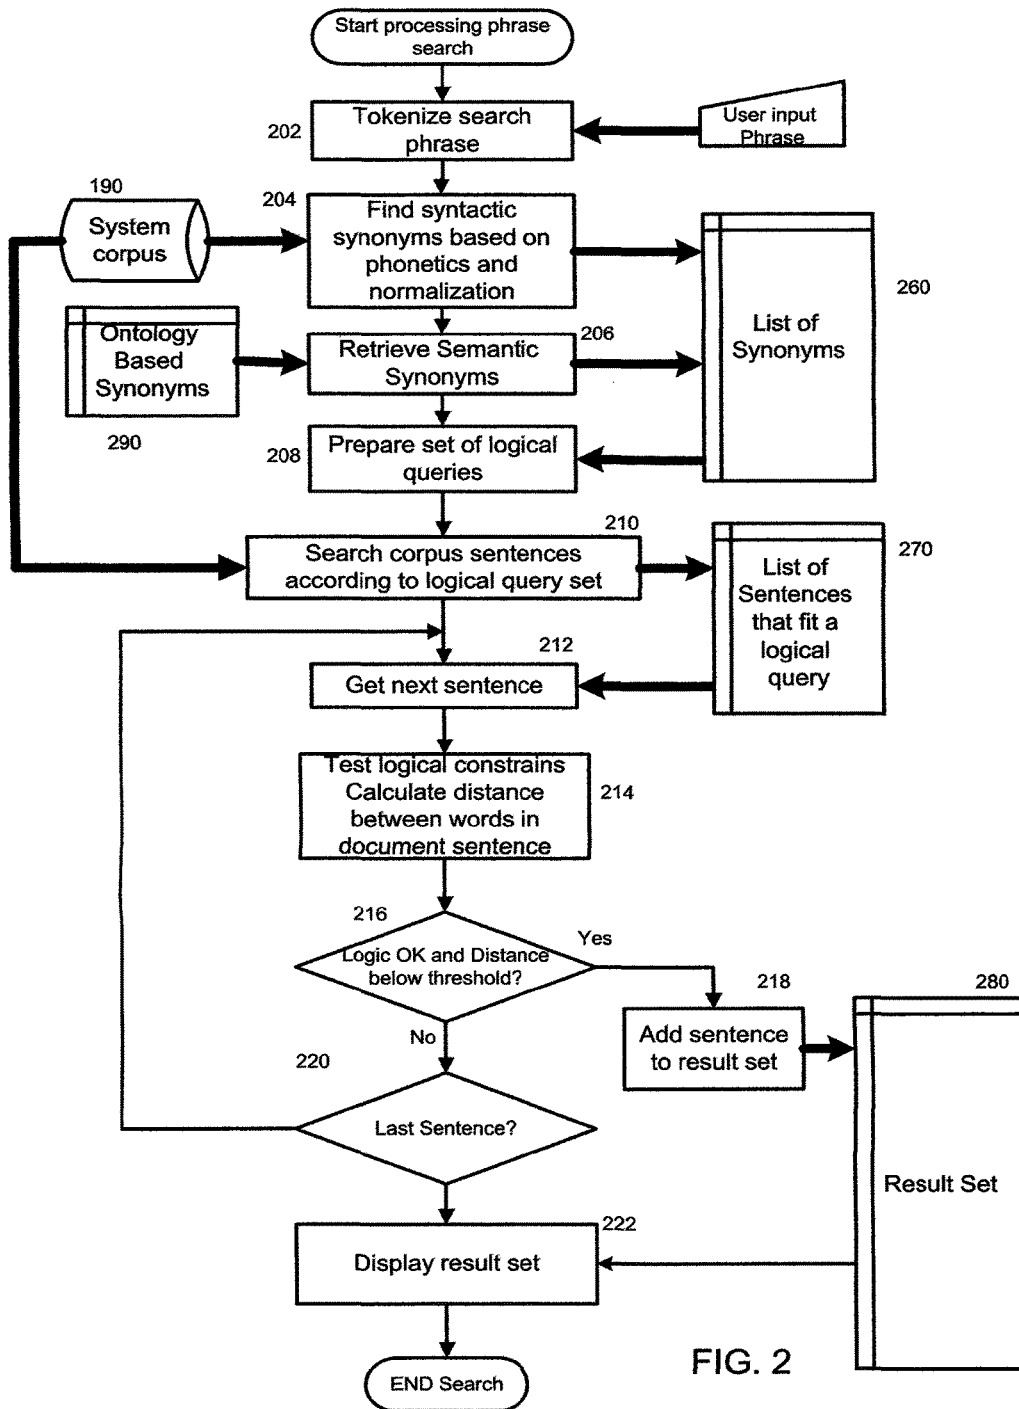 Start processing phrase
search
202
Tokenize search
phrase
User input
Phrase
190
System
corpus
204
Find syntactic
synonyms based on
phonetics and
normalization
260
List of
Synonyms
Ontology
Based
Synonyms
290
206
Retrieve Semantic
Synonyms
208
Prepare set of logical
queries
210
Search corpus sentences
according to logical query set
270
List of
Sentences
that fit a
logical
query
212
Get next sentence
Test logical constrains
Calculate distance
between words in
document sentence
214
216
Logic OK and Distance
below threshold?
Yes
No
218
Add sentence
to result set
280
Result Set
220
Last Sentence?
222
Display result set
END Search
FIG. 2